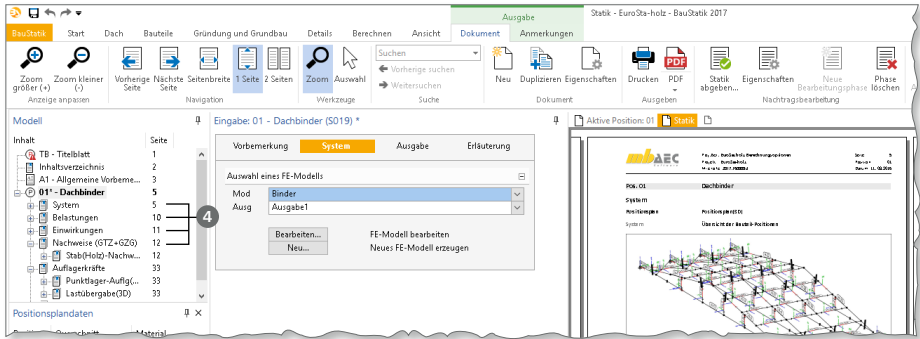 Ausgabe
Statik - EuroSta-holz - BauStatik 2017
BauStatik Start Dach Bauteile Gründung und Grundbau Tools Details Berechnen Ansicht Dokument Anmerkungen
Suchen
Vorherige suchen
Weitersuchen
Zoom größer (+)
Zoom kleiner (-)
Vorherige Seite
Nächste Seite
Seitenbreite
1 Seite
2 Seiten
Zoom
Auswahl
Neu
Duplizieren
Eigenschaften
Drucken
PDF
Statik abgeben...
Eigenschaften
Neue Bearbeitungsphase
Phase löschen
Anzeige anpassen
Navigation
Werkzeuge
Suche
Dokument
Ausgeben
Nachtragsbearbeitung
Modell
Inhalt Seite
TB - Titelblatt 1
Inhaltsverzeichnis 2
A1 - Allgemeine Vorbeme... 3
01* - Dachbinder 5
System 5
Belastungen 10
Einwirkungen 11
Nachweise (GTZ+GZG) 12
Stab(Holz)-Nachw... 12
Auflagerkräfte 33
Punktlager-Auflg(... 33
Lastübergabe(3D) 33
4
Positionsplandaten
Eingabe: 01 - Dachbinder (S019) *
Vorbemerkung System Ausgabe Erläuterung
Auswahl eines FE-Modells
Mod Binder
Ausg Ausgabe1
Bearbeiten... FE-Modell bearbeiten
Neu... Neues FE-Modell erzeugen
Aktive Position: 01 Statik
mb AEC
Pos. 01 Dachbinder
System
Positionsplan Positionsplan(SD)
System Übersicht der Bauteil-Positionen